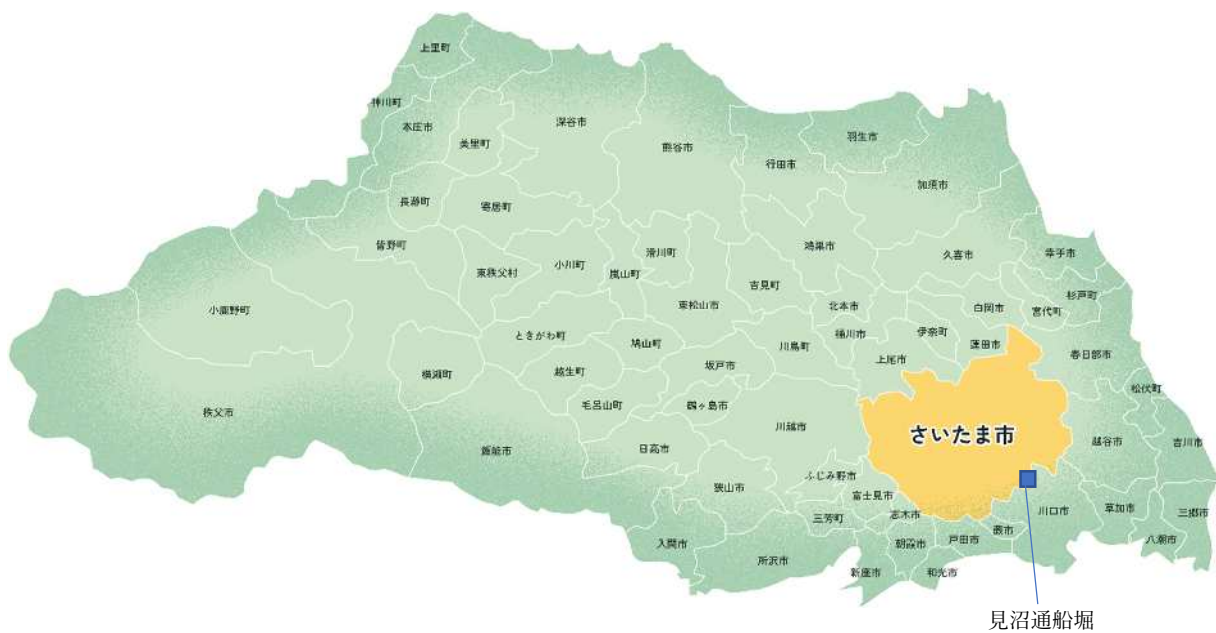 上里町
神川町
本庄市
美里町
深谷市
熊谷市
行田市
羽生市
加須市
長瀞町
寄居町
皆野町
東秩父村
小川町
嵐山町
滑川町
吉見町
鴻巣市
久喜市
幸手市
杉戸町
宮代町
白岡市
小鹿野町
ときがわ町
鳩山町
東松山市
川島町
北本市
桶川市
伊奈町
蓮田市
上尾市
春日部市
松伏町
横瀬町
越生町
坂戸市
秩父市
毛呂山町
鶴ヶ島市
川越市
さいたま市
越谷市
吉川市
飯能市
日高市
狭山市
ふじみ野市
富士見市
三芳町
志木市
川口市
草加市
三郷市
八潮市
入間市
所沢市
新座市
朝霞市
和光市
戸田市
蕨市
見沼通船堀